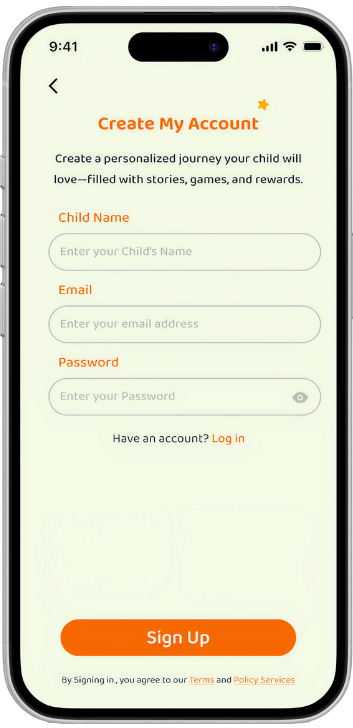 9:41
Create My Account
Create a personalized journey your child will
love—filled with stories, games, and rewards.
Child Name
Enter your Child's Name
Email
Enter your email address
Password
Enter your Password
Have an account? Log in
Sign Up
By Signing in , you agree to our Terms and Policy Services